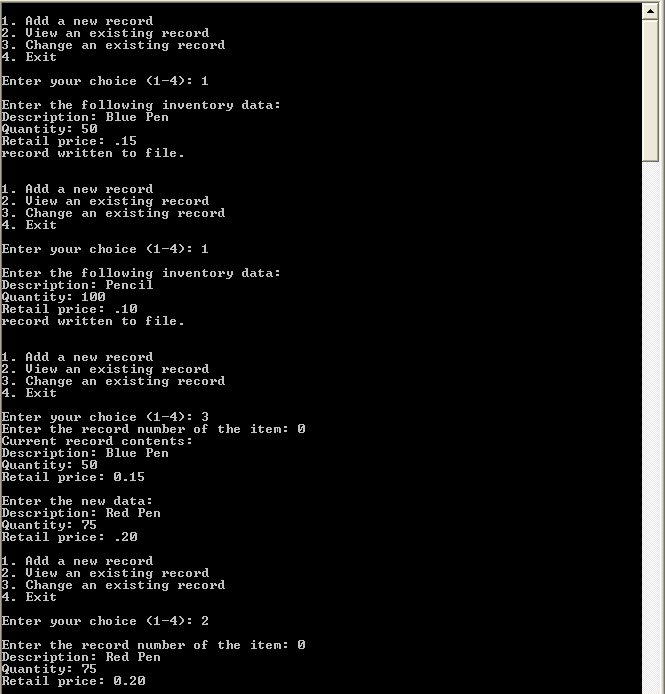 1. Add a new record
2. View an existing record
3. Change an existing record
4. Exit
Enter your choice (1-4): 1
Enter the following inventory data:
Description: Blue Pen
Quantity: 50
Retail price: .15
record written to file.
1. Add a new record
2. View an existing record
3. Change an existing record
4. Exit
Enter your choice (1-4): 1
Enter the following inventory data:
Description: Pencil
Quantity: 100
Retail price: .10
record written to file.
1. Add a new record
2. View an existing record
3. Change an existing record
4. Exit
Enter your choice (1-4): 3
Enter the record number of the item: 0
Current record contents:
Description: Blue Pen
Quantity: 50
Retail price: 0.15
Enter the new data:
Description: Red Pen
Quantity: 75
Retail price: .20
1. Add a new record
2. View an existing record
3. Change an existing record
4. Exit
Enter your choice (1-4): 2
Enter the record number of the item: 0
Description: Red Pen
Quantity: 75
Retail price: 0.20